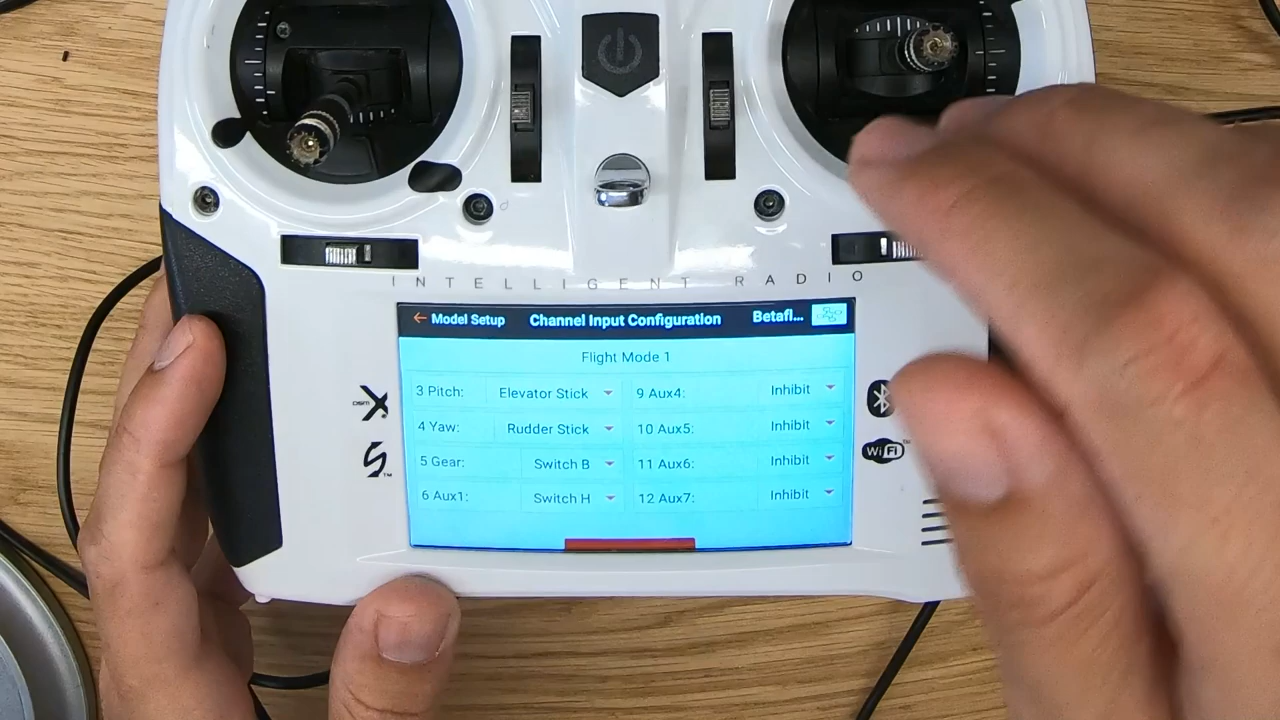 INTELLIGENT RADIO
Model Setup
Channel Input Configuration
Betafl...
Flight Mode 1
3 Pitch: Elevator Stick
9 Aux4: Inhibit
4 Yaw: Rudder Stick
10 Aux5: Inhibit
5 Gear: Switch B
11 Aux6: Inhibit
6 Aux1: Switch H
12 Aux7: Inhibit
DSM X
WiFi